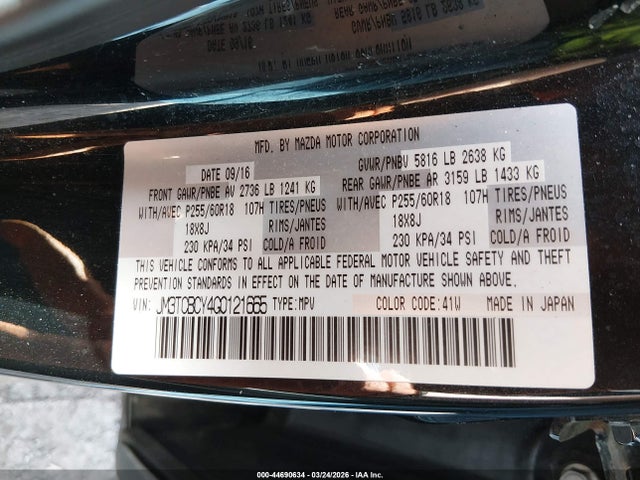 MFD. BY MAZDA MOTOR CORPORATION
DATE 09/16 GVWR/PNBV 5816 LB 2638 KG
FRONT GAWR/PNBE AV 2736 LB 1241 KG REAR GAWR/PNBE AR 3159 LB 1433 KG
WITH/AVEC P255/60R18 107H TIRES/PNEUS WITH/AVEC P255/60R18 107H TIRES/PNEUS
18X8J RIMS/JANTES 18X8J RIMS/JANTES
230 KPA/34 PSI COLD/A FROID 230 KPA/34 PSI COLD/A FROID
THIS VEHICLE CONFORMS TO ALL APPLICABLE FEDERAL MOTOR VEHICLE SAFETY AND THEFT
PREVENTION STANDARDS IN EFFECT ON THE DATE OF MANUFACTURE SHOWN ABOVE.
VIN: JM3TCBCY4G0121665 TYPE: MPV COLOR CODE: 41W MADE IN JAPAN
000-44690634 - 03/24/2026 - IAA Inc.